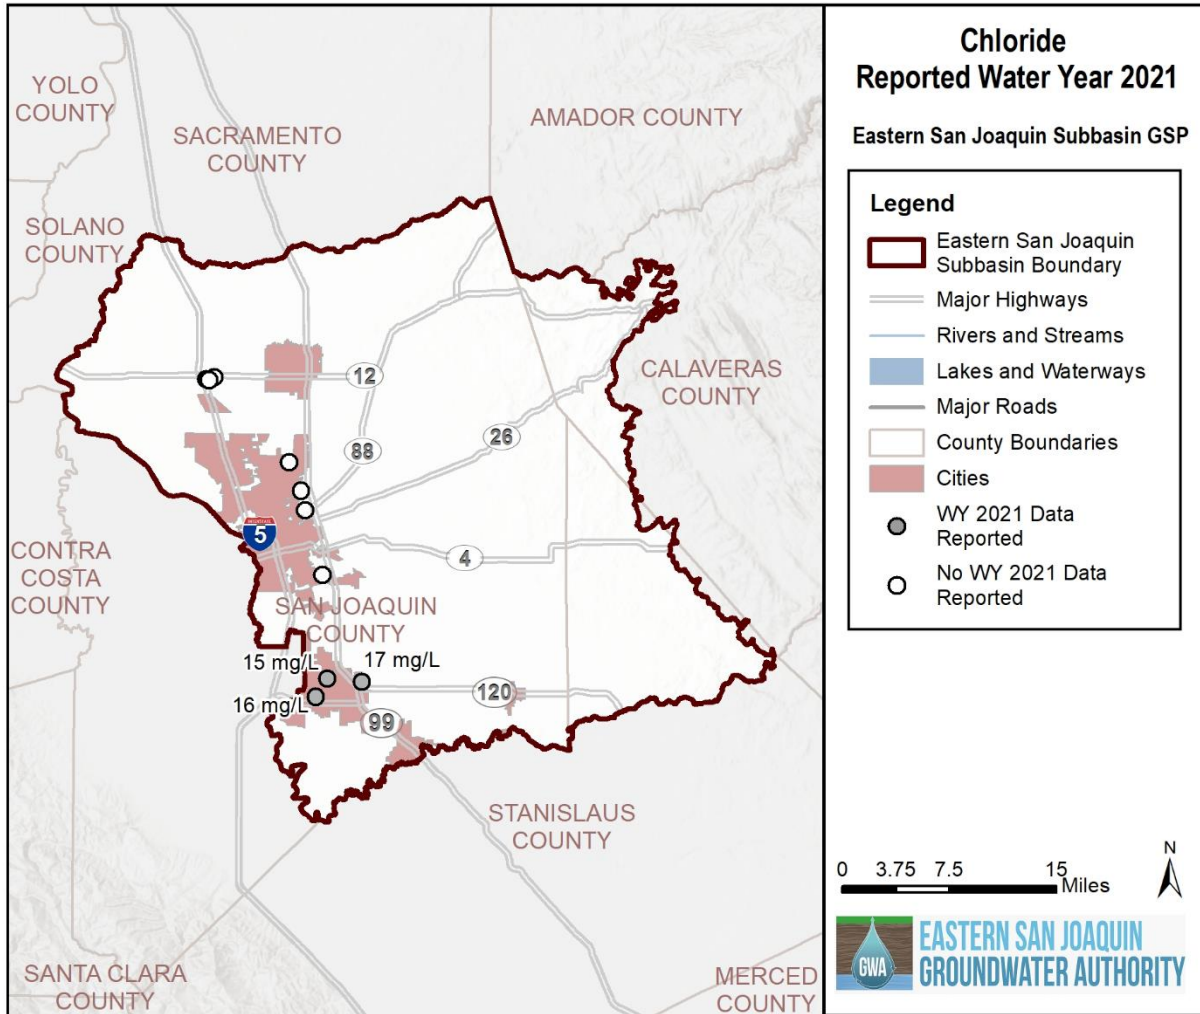 YOLO
COUNTY
SACRAMENTO
COUNTY
AMADOR COUNTY
SOLANO
COUNTY
CALAVERAS
COUNTY
12
88
26
5
4
CONTRA
COSTA
COUNTY
SAN JOAQUIN
COUNTY
15 mg/L
17 mg/L
16 mg/L
120
99
STANISLAUS
COUNTY
SANTA CLARA
COUNTY
MERCED
COUNTY
Chloride
Reported Water Year 2021
Eastern San Joaquin Subbasin GSP
Legend
Eastern San Joaquin
Subbasin Boundary
Major Highways
Rivers and Streams
Lakes and Waterways
Major Roads
County Boundaries
Cities
WY 2021 Data
Reported
No WY 2021 Data
Reported
N
0 3.75 7.5 15
Miles
GWA
EASTERN SAN JOAQUIN
GROUNDWATER AUTHORITY